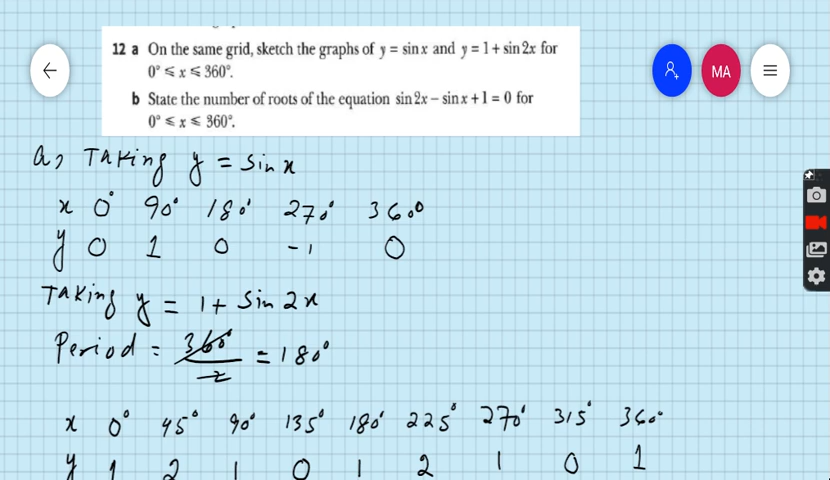 12 a On the same grid, sketch the graphs of y = sin x and y = 1 + sin 2x for
0° ⩽ x ⩽ 360°.
b State the number of roots of the equation sin 2x − sin x + 1 = 0 for
0° ⩽ x ⩽ 360°.
MA
a, Taking y = sin x
x 0° 90° 180° 270° 360°
y 0 1 0 -1 0
Taking y = 1 + sin 2x
Period = 360°/2 = 180°
x 0° 45° 90° 135° 180° 225° 270° 315° 360°
y 1 2 1 0 1 2 1 0 1